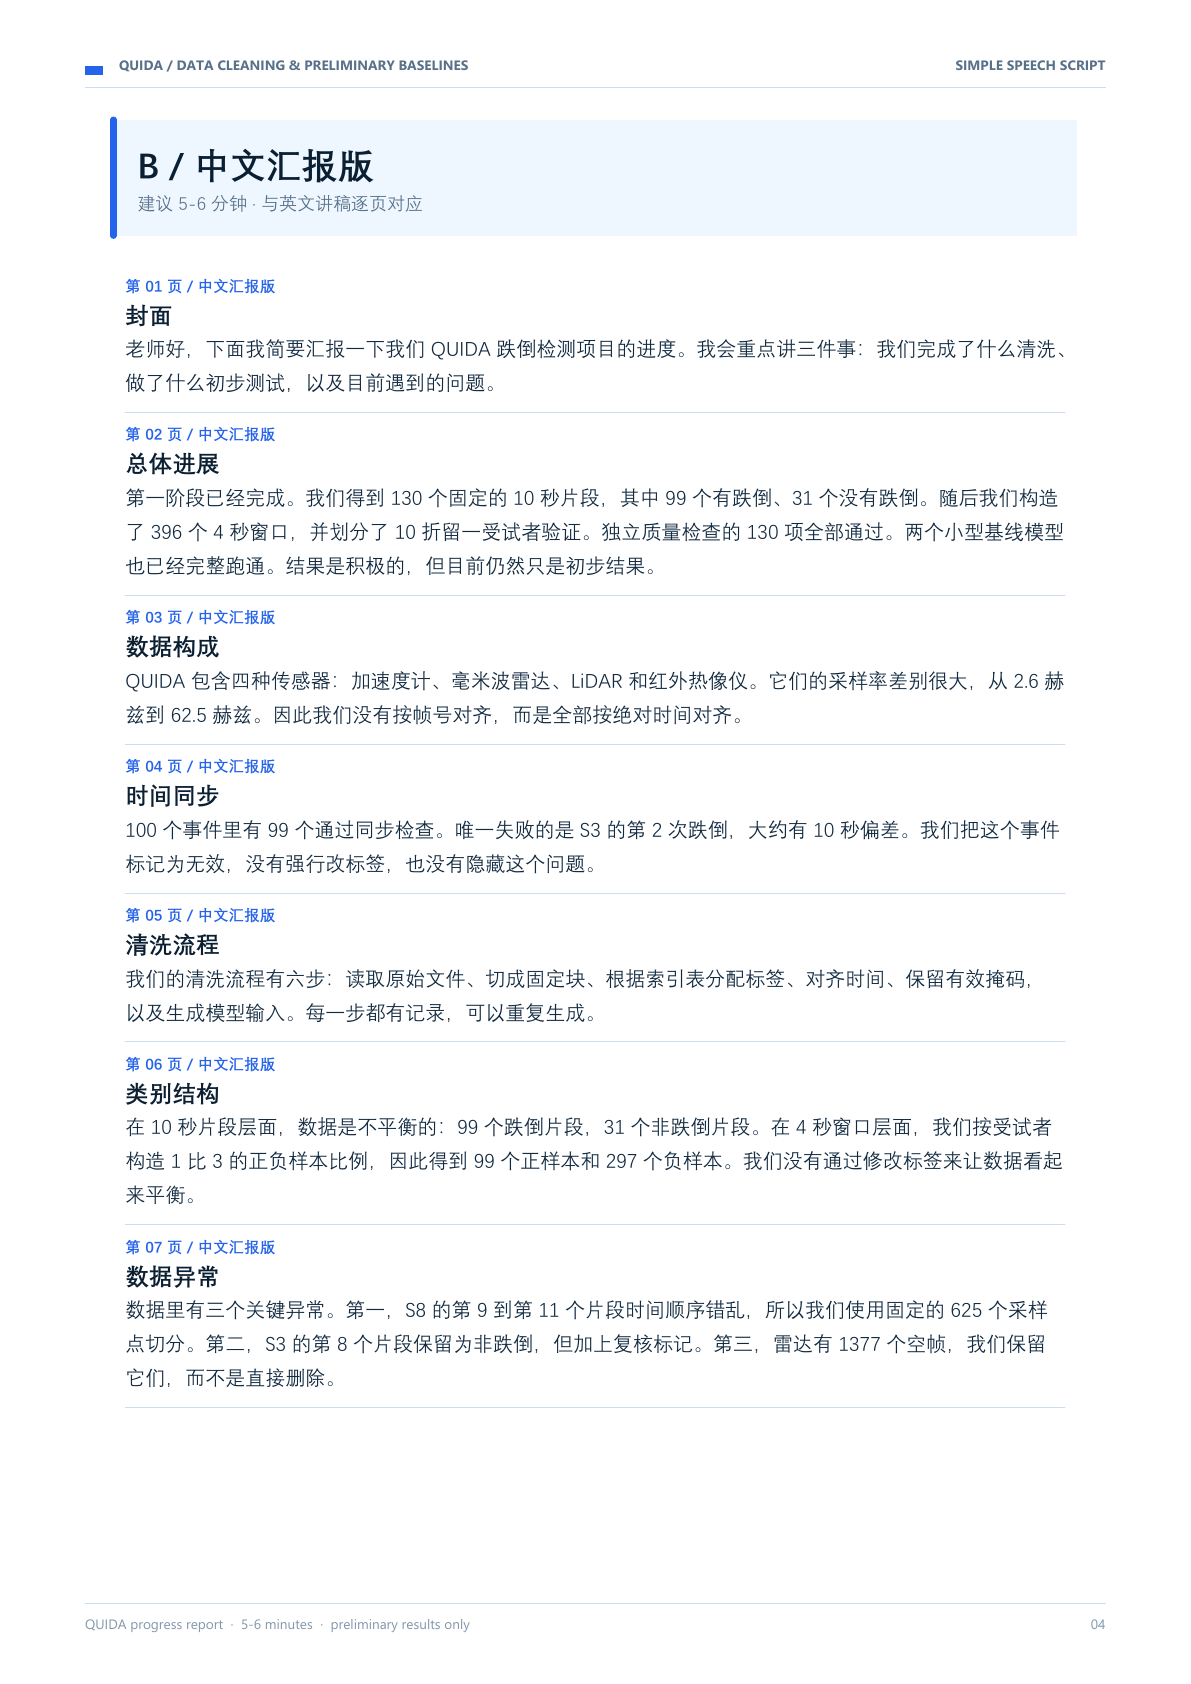 QUIDA / DATA CLEANING & PRELIMINARY BASELINES
SIMPLE SPEECH SCRIPT
B / 中文汇报版
建议 5-6 分钟 · 与英文讲稿逐页对应
第 01 页 / 中文汇报版
封面
老师好，下面我简要汇报一下我们 QUIDA 跌倒检测项目的进度。我会重点讲三件事：我们完成了什么清洗、
做了什么初步测试，以及目前遇到的问题。
第 02 页 / 中文汇报版
总体进展
第一阶段已经完成。我们得到 130 个固定的 10 秒片段，其中 99 个有跌倒、31 个没有跌倒。随后我们构造
了 396 个 4 秒窗口，并划分了 10 折留一受试者验证。独立质量检查的 130 项全部通过。两个小型基线模型
也已经完整跑通。结果是积极的，但目前仍然只是初步结果。
第 03 页 / 中文汇报版
数据构成
QUIDA 包含四种传感器：加速度计、毫米波雷达、LiDAR 和红外热像仪。它们的采样率差别很大，从 2.6 赫
兹到 62.5 赫兹。因此我们没有按帧号对齐，而是全部按绝对时间对齐。
第 04 页 / 中文汇报版
时间同步
100 个事件里有 99 个通过同步检查。唯一失败的是 S3 的第 2 次跌倒，大约有 10 秒偏差。我们把这个事件
标记为无效，没有强行改标签，也没有隐藏这个问题。
第 05 页 / 中文汇报版
清洗流程
我们的清洗流程有六步：读取原始文件、切成固定块、根据索引表分配标签、对齐时间、保留有效掩码，
以及生成模型输入。每一步都有记录，可以重复生成。
第 06 页 / 中文汇报版
类别结构
在 10 秒片段层面，数据是不平衡的：99 个跌倒片段，31 个非跌倒片段。在 4 秒窗口层面，我们按受试者
构造 1 比 3 的正负样本比例，因此得到 99 个正样本和 297 个负样本。我们没有通过修改标签来让数据看起
来平衡。
第 07 页 / 中文汇报版
数据异常
数据里有三个关键异常。第一，S8 的第 9 到第 11 个片段时间顺序错乱，所以我们使用固定的 625 个采样
点切分。第二，S3 的第 8 个片段保留为非跌倒，但加上复核标记。第三，雷达有 1377 个空帧，我们保留
它们，而不是直接删除。
QUIDA progress report · 5-6 minutes · preliminary results only
04